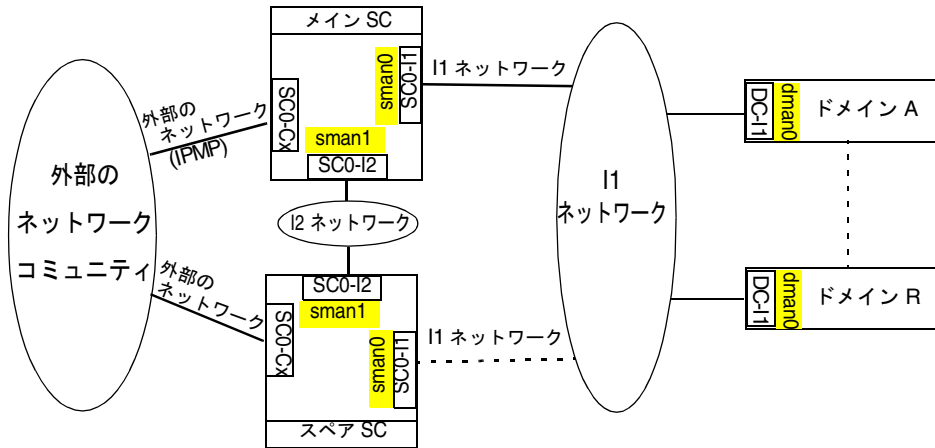 メイン SC
sman0
SC0-I1
I1 ネットワーク
外部の
ネットワーク
(IPMP)
SC0-Cx
sman1
SC0-I2
DC-I1
dman0
ドメイン A
外部の
ネットワーク
コミュニティ
I1
ネットワーク
I2 ネットワーク
外部の
ネットワーク
SC0-I2
sman1
SC0-Cx
sman0
SC0-I1
I1 ネットワーク
DC-I1
dman0
ドメイン R
スペア SC